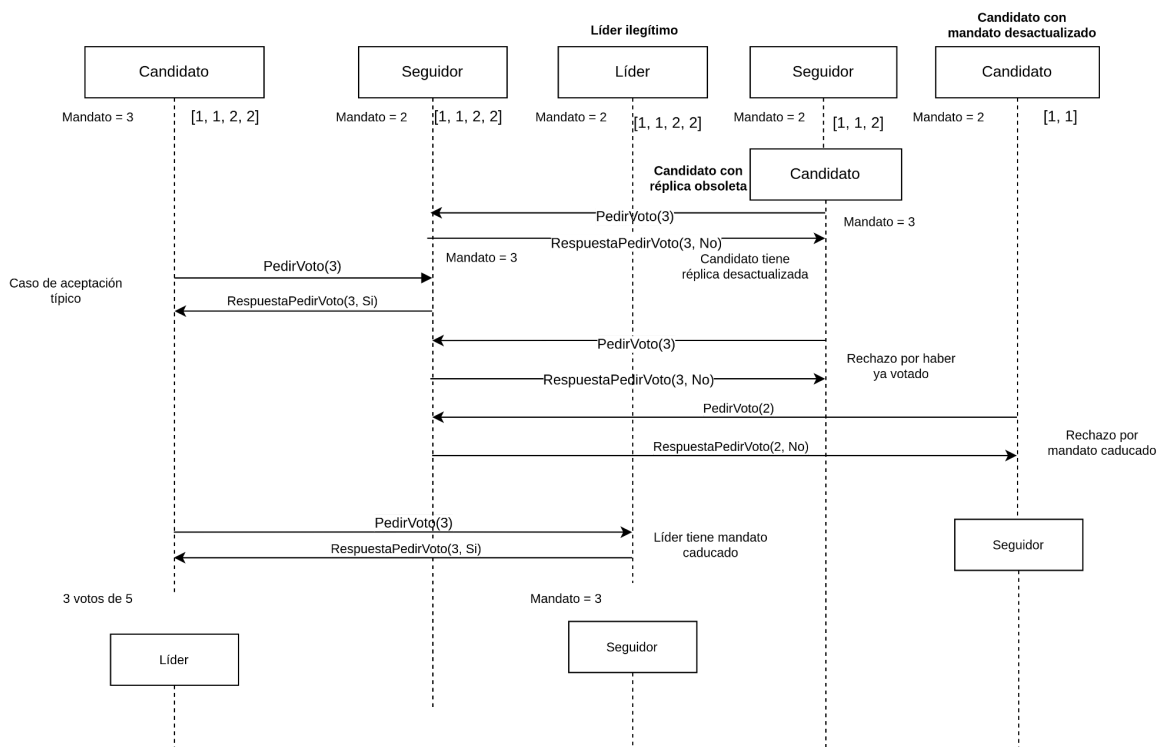 Líder ilegítimo
Candidato con
mandato desactualizado
Candidato
Seguidor
Líder
Seguidor
Candidato
Mandato = 3
[1, 1, 2, 2]
Mandato = 2
[1, 1, 2, 2]
Mandato = 2
[1, 1, 2, 2]
Mandato = 2
[1, 1, 2]
Mandato = 2
[1, 1]
Candidato con
réplica obsoleta
Candidato
PedirVoto(3)
Mandato = 3
RespuestaPedirVoto(3, No)
Mandato = 3
Candidato tiene
réplica desactualizada
PedirVoto(3)
Caso de aceptación
típico
RespuestaPedirVoto(3, Si)
PedirVoto(3)
Rechazo por haber
ya votado
RespuestaPedirVoto(3, No)
PedirVoto(2)
RespuestaPedirVoto(2, No)
Rechazo por
mandato caducado
PedirVoto(3)
RespuestaPedirVoto(3, Si)
Líder tiene mandato
caducado
Seguidor
3 votos de 5
Mandato = 3
Líder
Seguidor